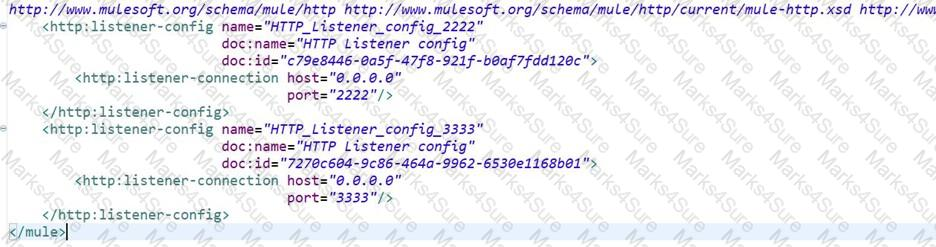 http://www.mulesoft.org/schema/mule/http http://www.mulesoft.org/schema/mule/http/current/mule-http.xsd http://ww
<http:listener-config name="HTTP_Listener_config_2222"
doc:name="HTTP Listener config"
doc:id="c79e8446-0a5f-47f8-921f-b0af7fdd120c">
<http:listener-connection host="0.0.0.0"
port="2222"/>
</http:listener-config>
<http:listener-config name="HTTP_Listener_config_3333"
doc:name="HTTP Listener config"
doc:id="7270c604-9c86-464a-9962-6530e1168b01">
<http:listener-connection host="0.0.0.0"
port="3333"/>
</http:listener-config>
</mule>
Marks4Sure